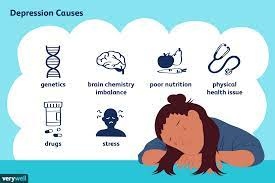 Depression Causes
genetics
brain chemistry
imbalance
poor nutrition
physical
health issue
drugs
stress
verywell